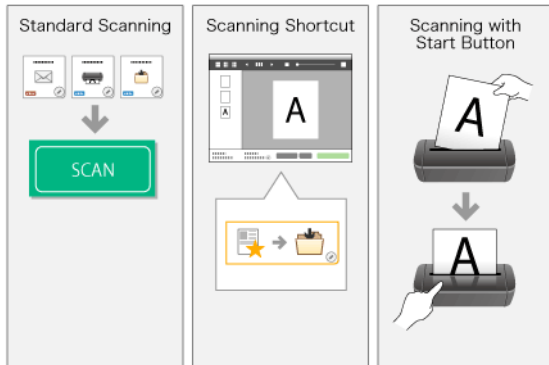 Standard Scanning
SCAN
Scanning Shortcut
A
A
Scanning with
Start Button
A
A